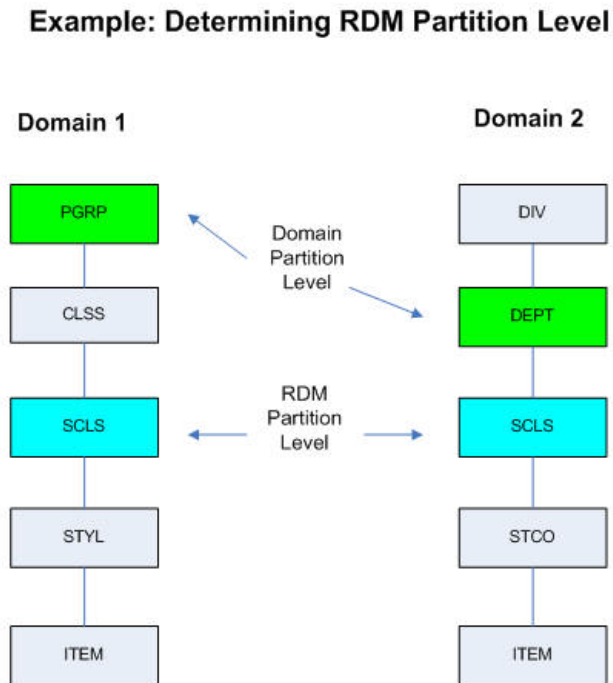 Example: Determining RDM Partition Level
Domain 1
Domain 2
PGRP
DIV
Domain
Partition
Level
CLSS
DEPT
RDM
Partition
Level
SCLS
SCLS
STYL
STCO
ITEM
ITEM